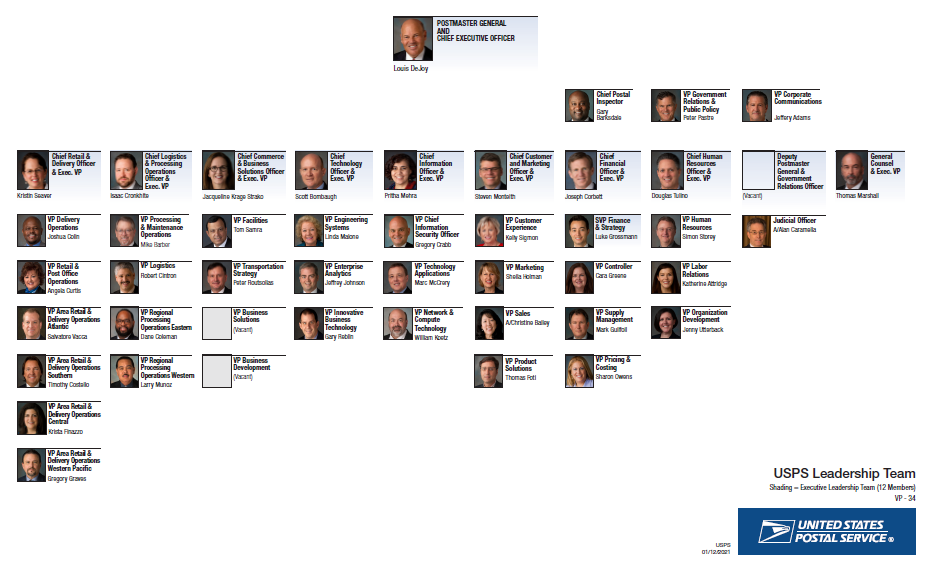 POSTMASTER GENERAL
AND
CHIEF EXECUTIVE OFFICER
Louis DeJoy
Chief Postal
Inspector
Gary
Barksdale
VP Government
Relations &
Public Policy
Peter Pastre
VP Corporate
Communications
Jeffery Adams
Chief Retail &
Delivery Officer
& Exec. VP
Kristin Seaver
Chief Logistics
& Processing
Operations
Officer &
Exec. VP
Isaac Cronkhite
Chief Commerce
& Business
Solutions Officer
& Exec. VP
Jacqueline Krage Strako
Chief
Technology
Officer &
Exec. VP
Scott Bombaugh
Chief
Information
Officer &
Exec. VP
Pritha Mehra
Chief Customer
and Marketing
Officer &
Exec. VP
Steven Monteith
Chief
Financial
Officer &
Exec. VP
Joseph Corbett
Chief Human
Resources
Officer &
Exec. VP
Douglas Tulino
Deputy
Postmaster
General &
Government
Relations Officer
(Vacant)
General
Counsel
& Exec. VP
Thomas Marshall
VP Delivery
Operations
Joshua Colin
VP Processing
& Maintenance
Operations
Mike Barber
VP Facilities
Tom Samra
VP Engineering
Systems
Linda Malone
VP Chief
Information
Security Officer
Gregory Crabb
VP Customer
Experience
Kelly Sigmon
SVP Finance
& Strategy
Luke Grossmann
VP Human
Resources
Simon Storey
Judicial Officer
A/Alan Caramella
VP Retail &
Post Office
Operations
Angela Curtis
VP Logistics
Robert Cintron
VP Transportation
Strategy
Peter Routsolias
VP Enterprise
Analytics
Jeffrey Johnson
VP Technology
Applications
Marc McCrery
VP Marketing
Sheila Holman
VP Controller
Cara Greene
VP Labor
Relations
Katherine Attridge
VP Area Retail &
Delivery Operations
Atlantic
Salvatore Vacca
VP Regional
Processing
Operations Eastern
Dane Coleman
VP Business
Solutions
(Vacant)
VP Innovative
Business
Technology
Gary Reblin
VP Network &
Compute
Technology
William Koetz
VP Sales
A/Christine Bailey
VP Supply
Management
Mark Guilfoil
VP Organization
Development
Jenny Utterback
VP Area Retail &
Delivery Operations
Southern
Timothy Costello
VP Regional
Processing
Operations Western
Larry Munoz
VP Business
Development
(Vacant)
VP Product
Solutions
Thomas Foti
VP Pricing &
Costing
Sharon Owens
VP Area Retail &
Delivery Operations
Central
Krista Finazzo
VP Area Retail &
Delivery Operations
Western Pacific
Gregory Graves
USPS Leadership Team
Shading = Executive Leadership Team (12 Members)
VP - 34
USPS
01/12/2021
UNITED STATES
POSTAL SERVICE ®